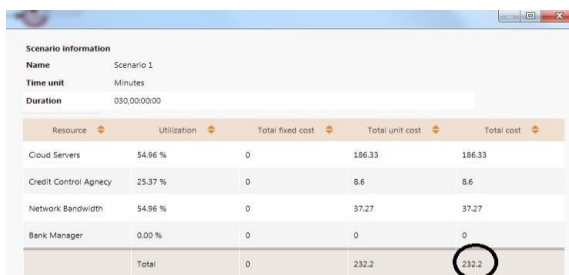 Scenario information
Name Scenario 1
Time unit Minutes
Duration 030,00:00:00
Resource Utilization Total fixed cost Total unit cost Total cost
Cloud Servers 54.96 % 0 186.33 186.33
Credit Control Agnecy 25.37 % 0 8.6 8.6
Network Bandwidth 54.96 % 0 37.27 37.27
Bank Manager 0.00 % 0 0 0
Total 0 232.2 232.2